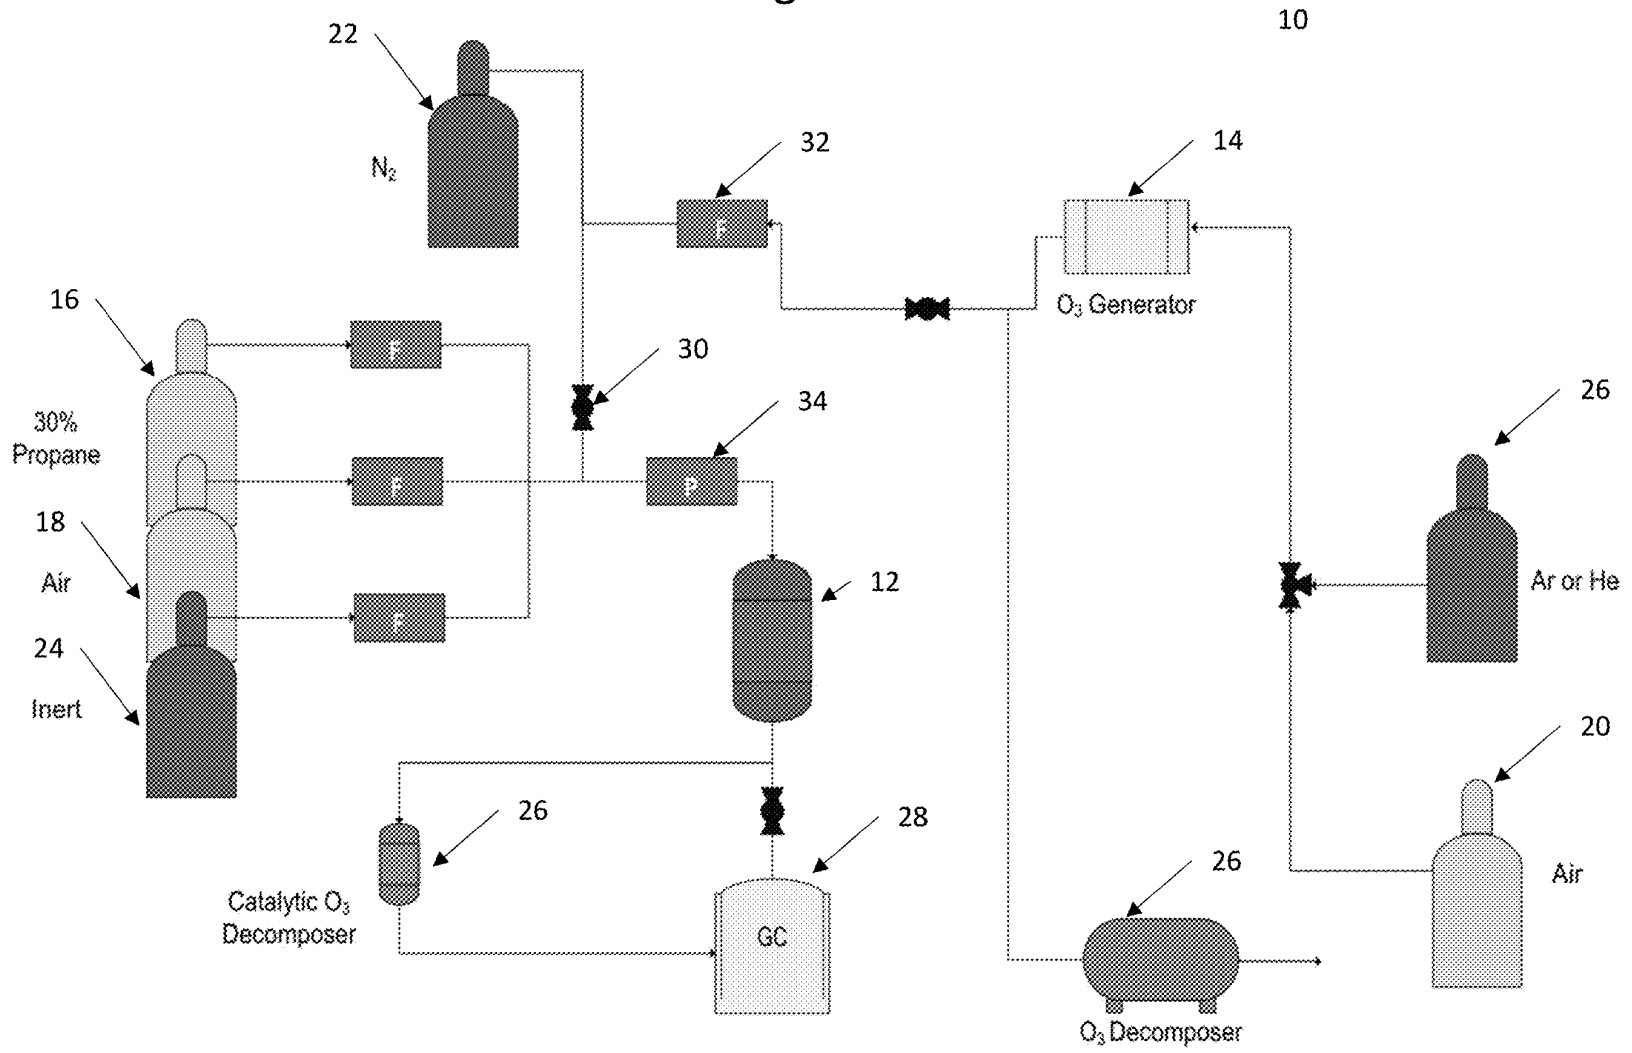 10
22
N2
32
F
14
O3 Generator
16
30%
Propane
F
30
34
26
Ar or He
F
P
18
Air
12
F
24
Inert
20
Air
26
Catalytic O3
Decomposer
28
GC
26
O3 Decomposer